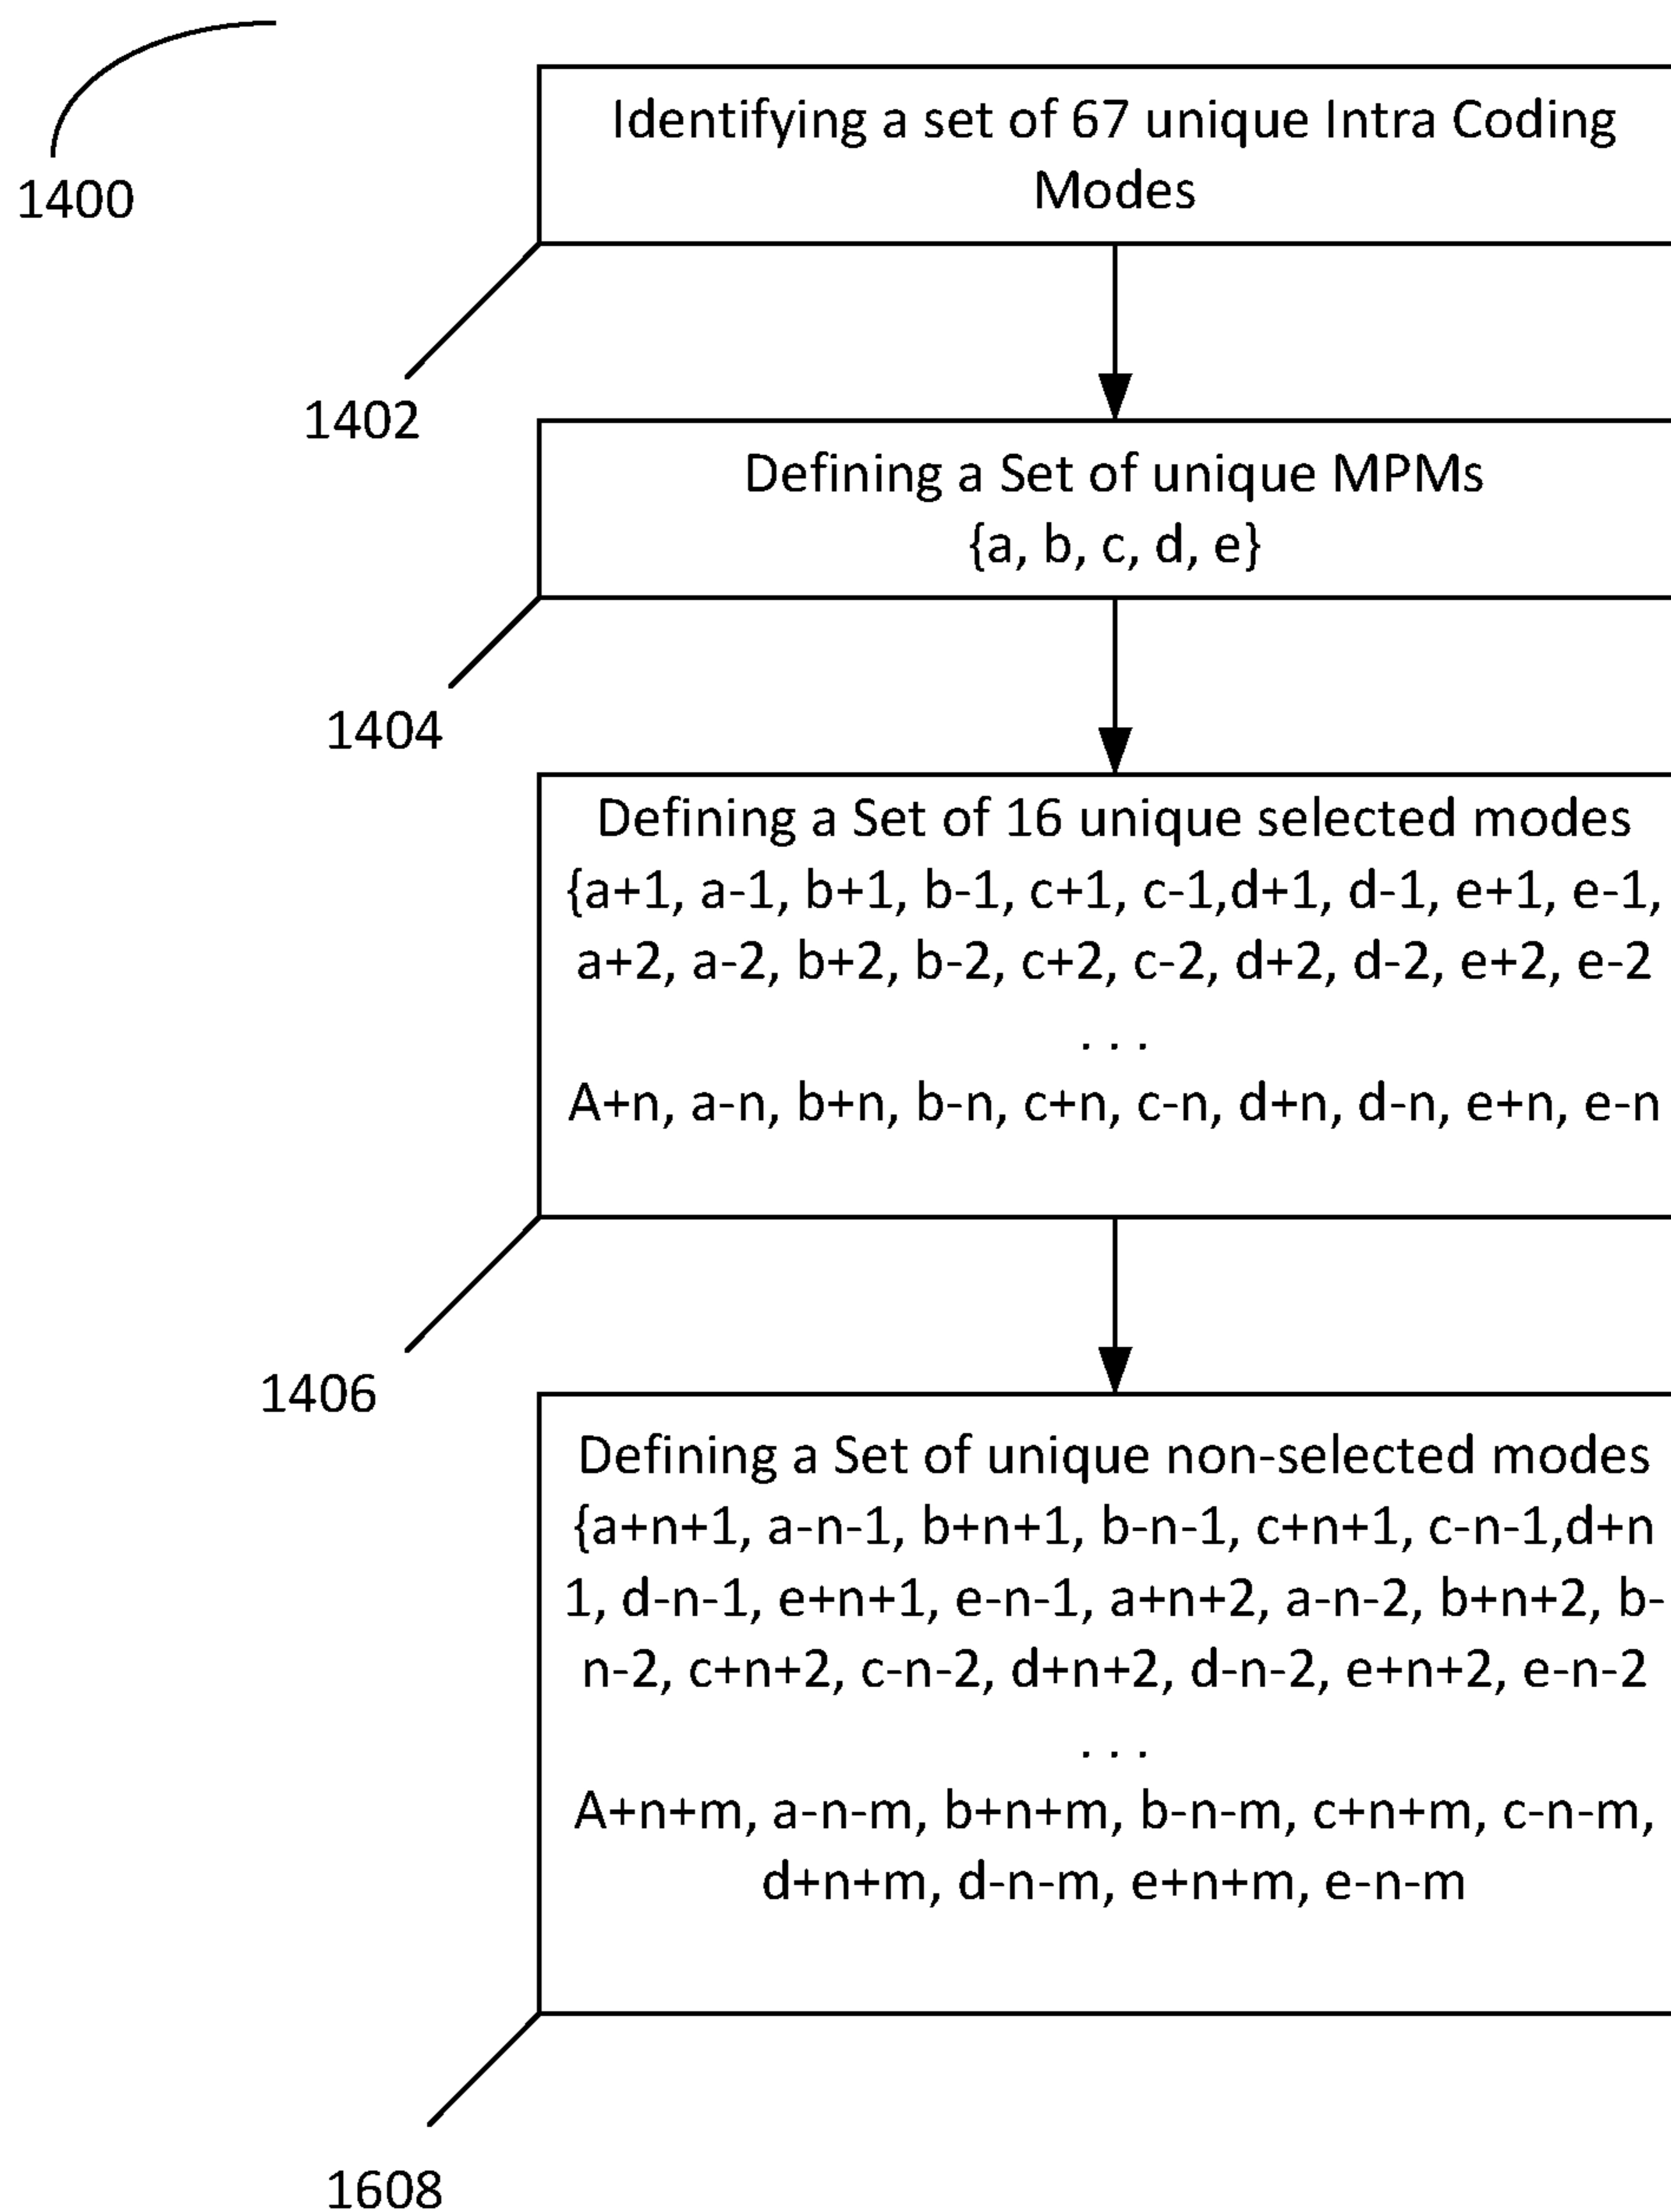 1400
Identifying a set of 67 unique Intra Coding
Modes
1402
Defining a Set of unique MPMs
{a, b, c, d, e}
1404
Defining a Set of 16 unique selected modes
{a+1, a-1, b+1, b-1, c+1, c-1,d+1, d-1, e+1, e-1,
a+2, a-2, b+2, b-2, c+2, c-2, d+2, d-2, e+2, e-2
. . .
A+n, a-n, b+n, b-n, c+n, c-n, d+n, d-n, e+n, e-n
1406
Defining a Set of unique non-selected modes
{a+n+1, a-n-1, b+n+1, b-n-1, c+n+1, c-n-1,d+n
1, d-n-1, e+n+1, e-n-1, a+n+2, a-n-2, b+n+2, b-
n-2, c+n+2, c-n-2, d+n+2, d-n-2, e+n+2, e-n-2
. . .
A+n+m, a-n-m, b+n+m, b-n-m, c+n+m, c-n-m,
d+n+m, d-n-m, e+n+m, e-n-m
1608